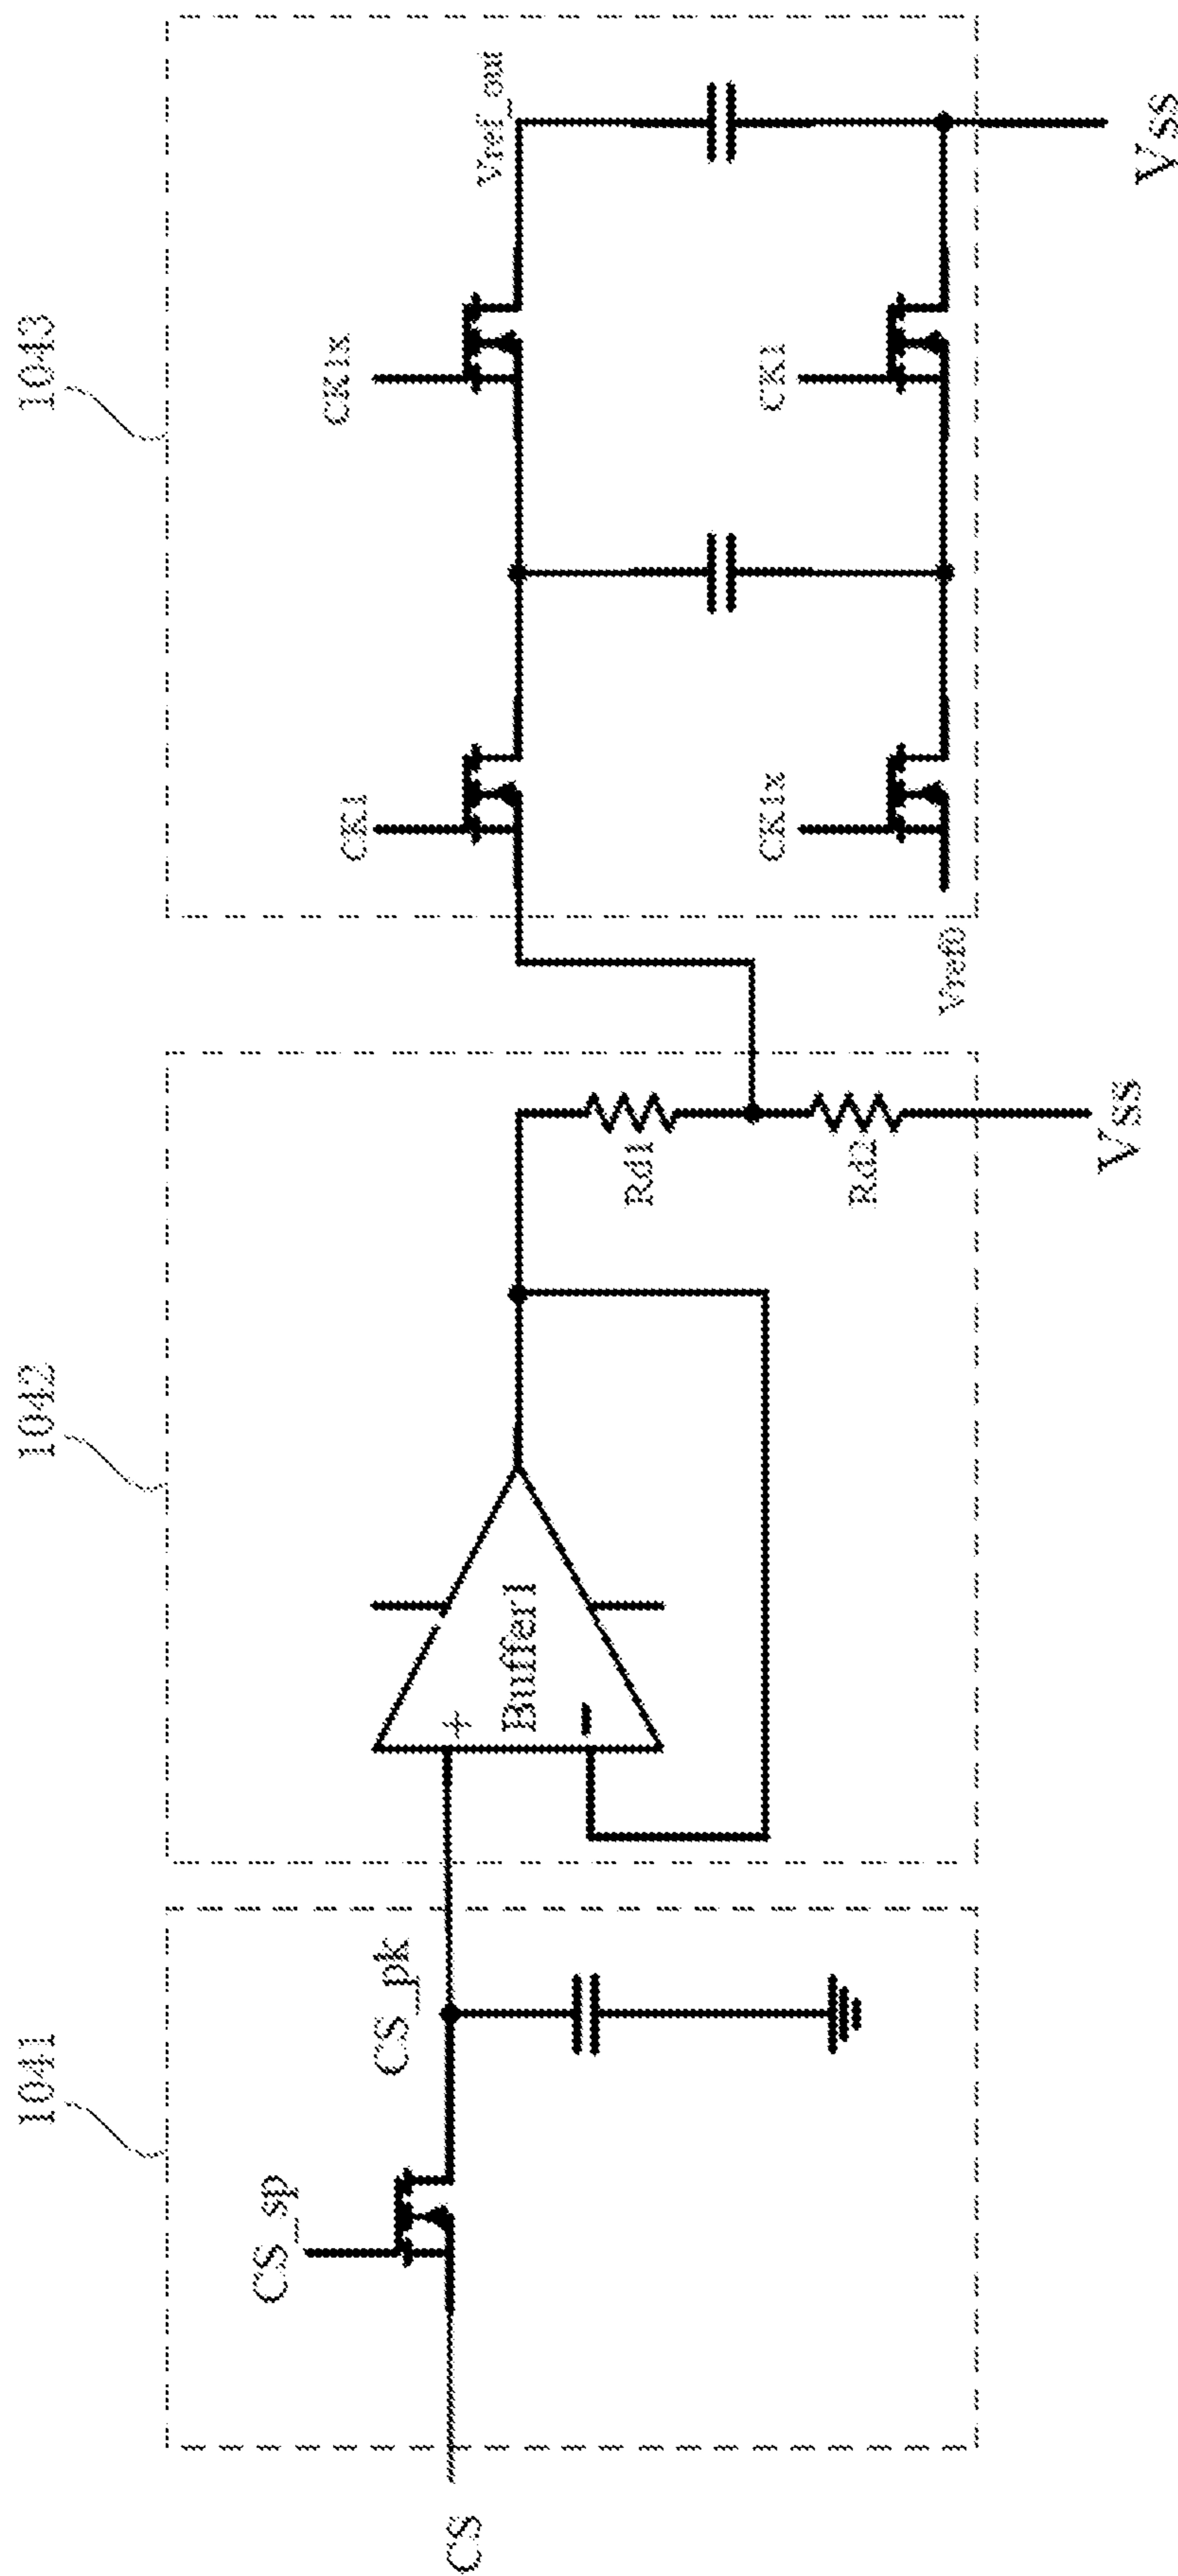 1041
1042
1043
CS_sp
CS
CS_pk
+
Buffer1
-
Rd1
Rd2
Vss
CK1
CK1x
Vref_out
CK1x
CK1
Vref0
Vss